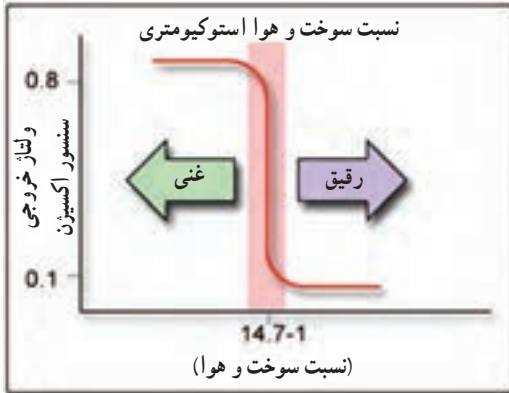 نسبت سوخت و هوا استوکیومتری
0.8
ولتاژ خروجی
سنسور اکسیژن
غنی
رقیق
0.1
14.7-1
(نسبت سوخت و هوا)